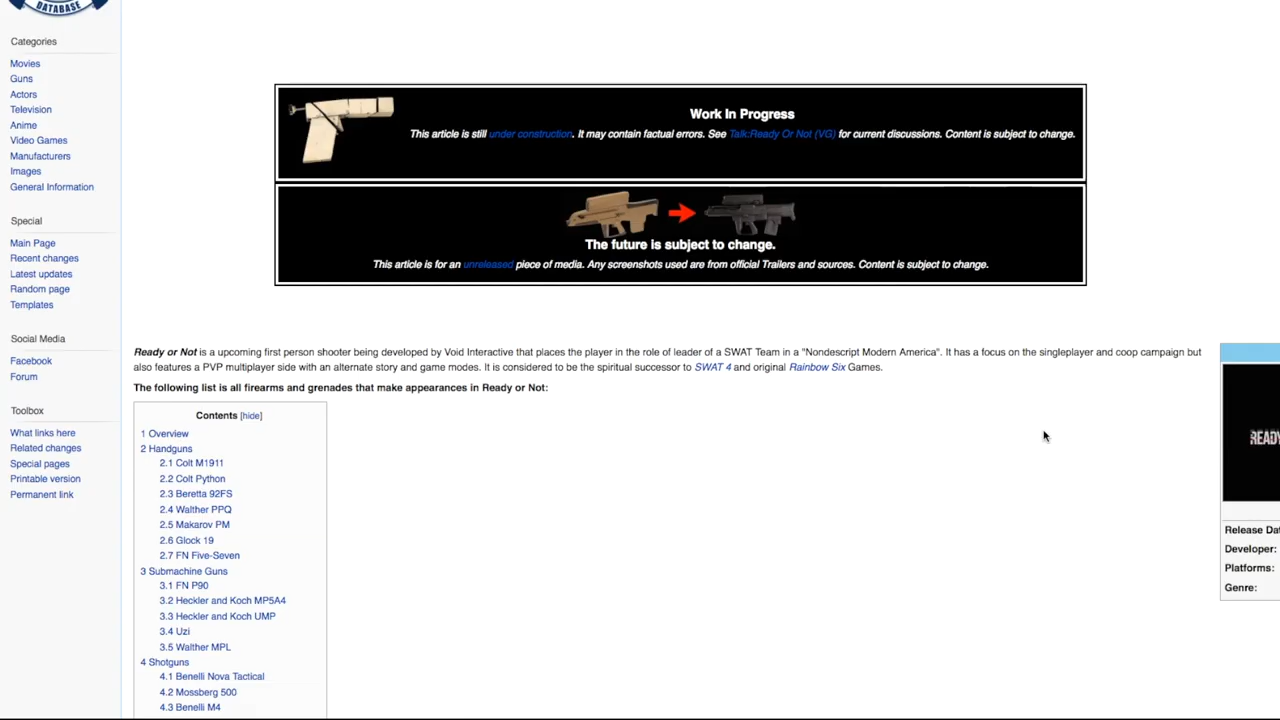 DATABASE
Categories
Movies
Guns
Actors
Television
Anime
Video Games
Manufacturers
Images
General Information
Special
Main Page
Recent changes
Latest updates
Random page
Templates
Social Media
Facebook
Forum
Toolbox
What links here
Related changes
Special pages
Printable version
Permanent link
Work In Progress
This article is still under construction. It may contain factual errors. See Talk:Ready Or Not (VG) for current discussions. Content is subject to change.
The future is subject to change.
This article is for an unreleased piece of media. Any screenshots used are from official Trailers and sources. Content is subject to change.
Ready or Not is a upcoming first person shooter being developed by Void Interactive that places the player in the role of leader of a SWAT Team in a "Nondescript Modern America". It has a focus on the singleplayer and coop campaign but
also features a PVP multiplayer side with an alternate story and game modes. It is considered to be the spiritual successor to SWAT 4 and original Rainbow Six Games.
The following list is all firearms and grenades that make appearances in Ready or Not:
Contents [hide]
1 Overview
2 Handguns
2.1 Colt M1911
2.2 Colt Python
2.3 Beretta 92FS
2.4 Walther PPQ
2.5 Makarov PM
2.6 Glock 19
2.7 FN Five-Seven
3 Submachine Guns
3.1 FN P90
3.2 Heckler and Koch MP5A4
3.3 Heckler and Koch UMP
3.4 Uzi
3.5 Walther MPL
4 Shotguns
4.1 Benelli Nova Tactical
4.2 Mossberg 500
4.3 Benelli M4
READY
Release Dat
Developer:
Platforms:
Genre: